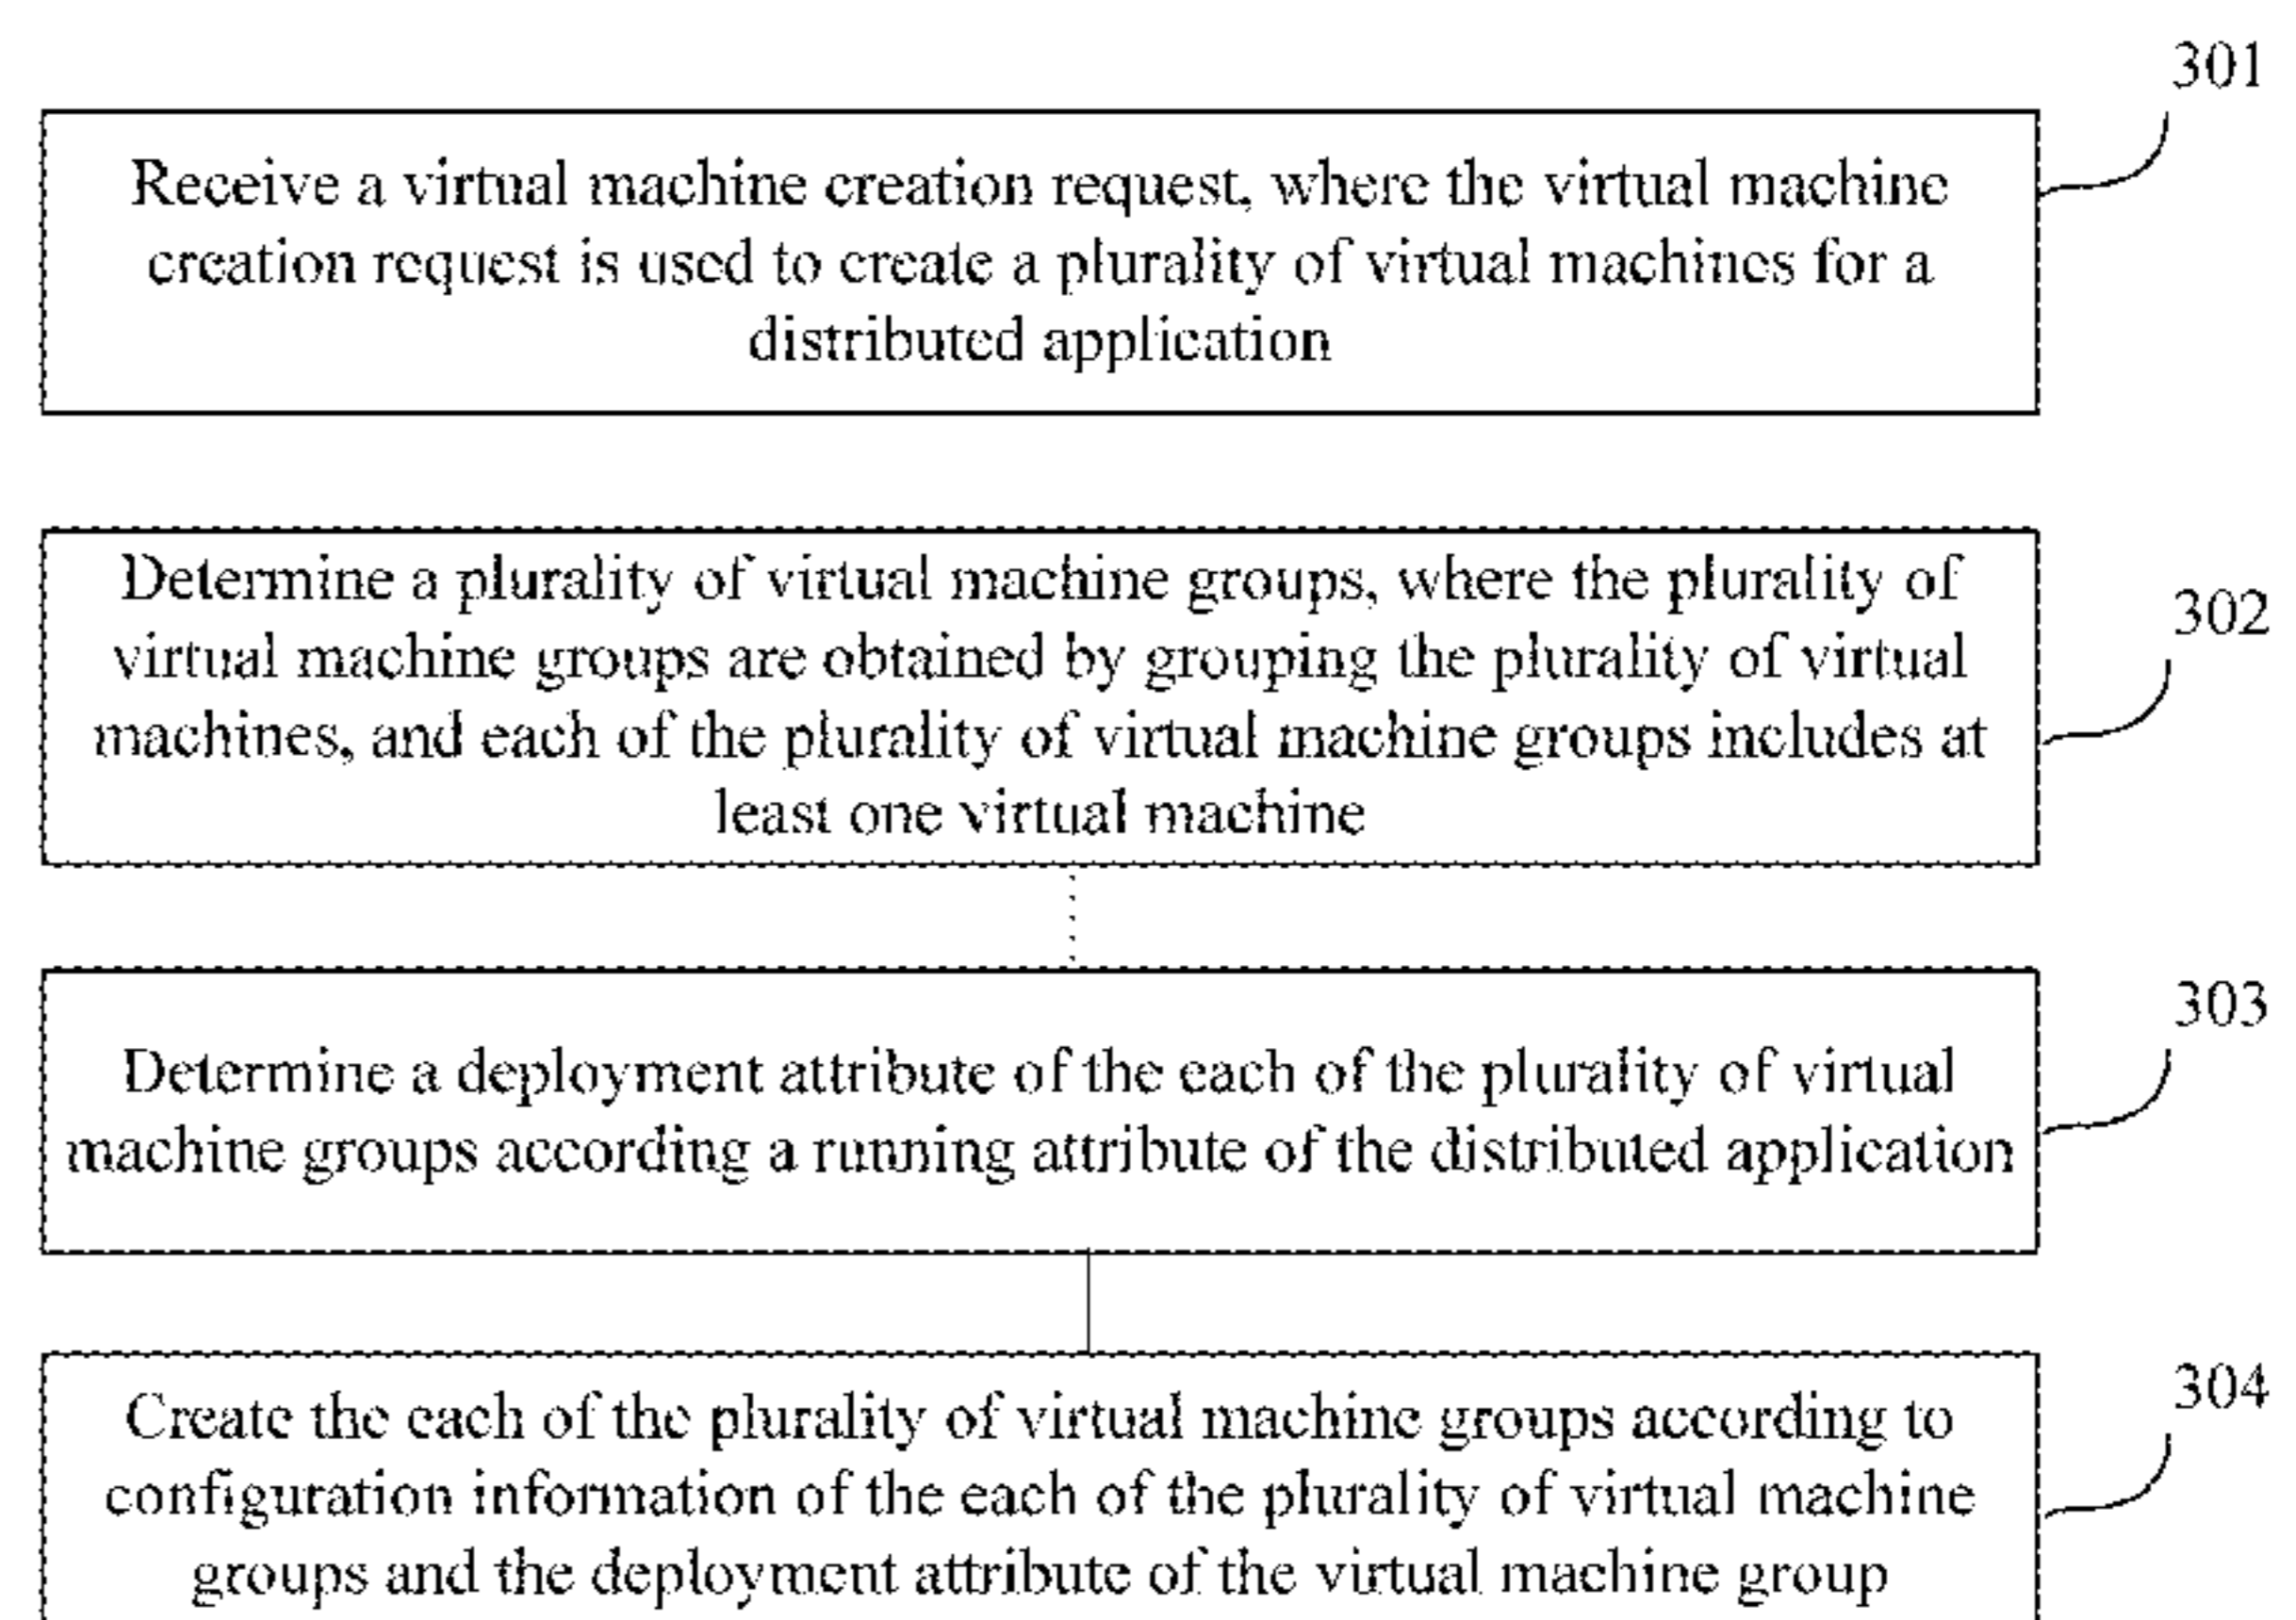 301
Receive a virtual machine creation request, where the virtual machine
creation request is used to create a plurality of virtual machines for a
distributed application
302
Determine a plurality of virtual machine groups, where the plurality of
virtual machine groups are obtained by grouping the plurality of virtual
machines, and each of the plurality of virtual machine groups includes at
least one virtual machine
303
Determine a deployment attribute of the each of the plurality of virtual
machine groups according a running attribute of the distributed application
304
Create the each of the plurality of virtual machine groups according to
configuration information of the each of the plurality of virtual machine
groups and the deployment attribute of the virtual machine group